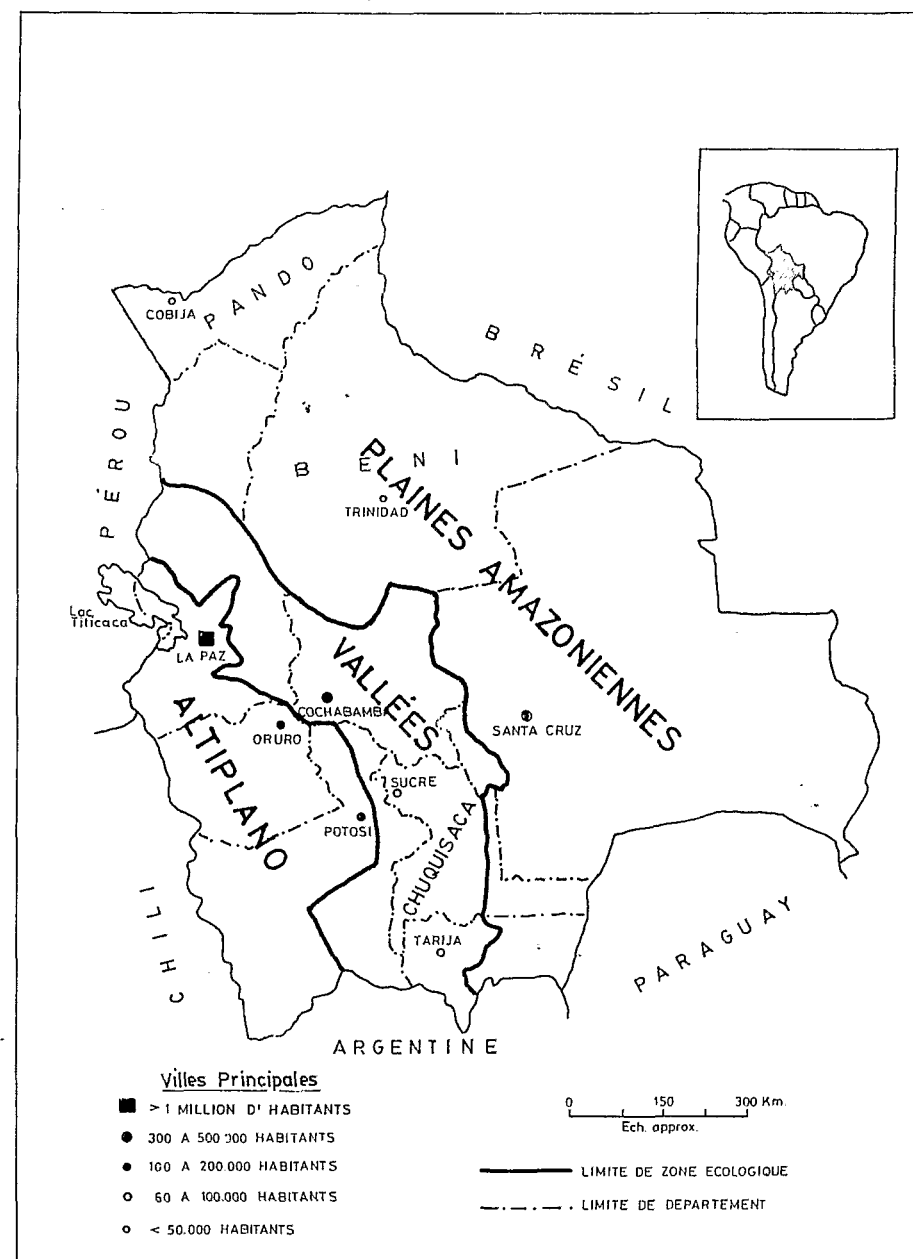 PANDO
COBIJA
BRÉSIL
PÉROU
BENI
PLAINES AMAZONIENNES
TRINIDAD
Lac
Titicaca
LA PAZ
VALLÉES
COCHABAMBA
ALTIPLANO
ORURO
SANTA CRUZ
SUCRE
POTOSI
CHUQUISACA
TARIJA
CHILI
PARAGUAY
ARGENTINE
Villes Principales
> 1 MILLION D' HABITANTS
300 A 500000 HABITANTS
100 A 200.000 HABITANTS
60 A 100.000 HABITANTS
< 50.000 HABITANTS
0 150 300 Km.
Ech. approx.
LIMITE DE ZONE ECOLOGIQUE
LIMITE DE DEPARTEMENT